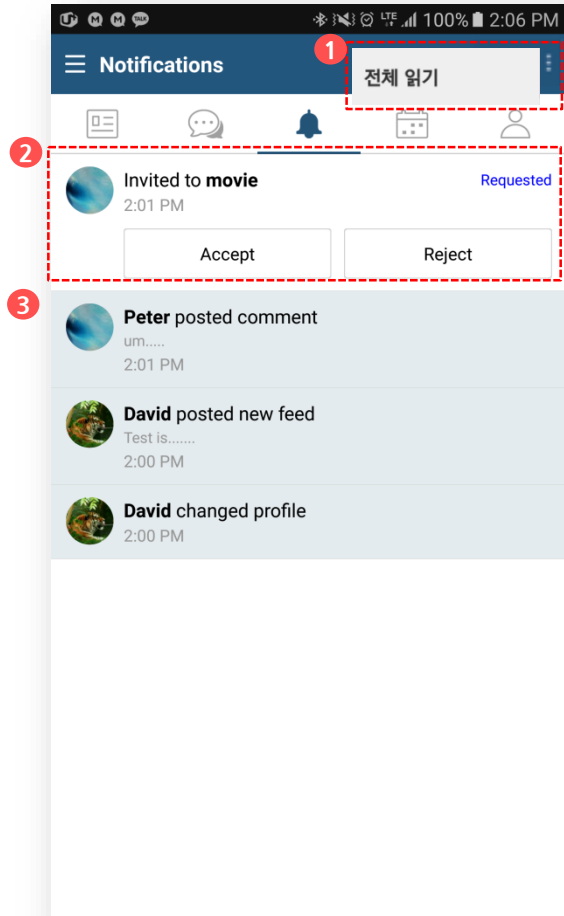 TALK LTE 100% 2:06 PM
1
Notifications
전체 읽기
2
Invited to movie
Requested
2:01 PM
Accept Reject
3
Peter posted comment
um.....
2:01 PM
David posted new feed
Test is.......
2:00 PM
David changed profile
2:00 PM